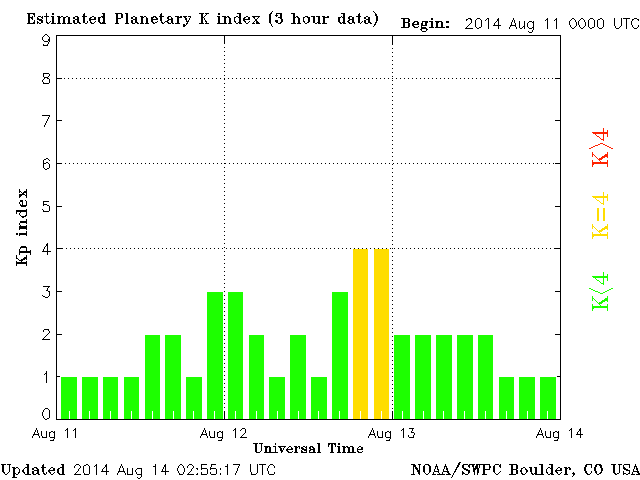 Estimated Planetary K index (3 hour data) Begin: 2014 Aug 11 0000 UTC
9
8
7
6
5
4
3
2
1
0
Kp index
K>4
K=4
K<4
Aug 11 Aug 12 Aug 13 Aug 14
Universal Time
Updated 2014 Aug 14 02:55:17 UTC NOAA/SWPC Boulder, CO USA